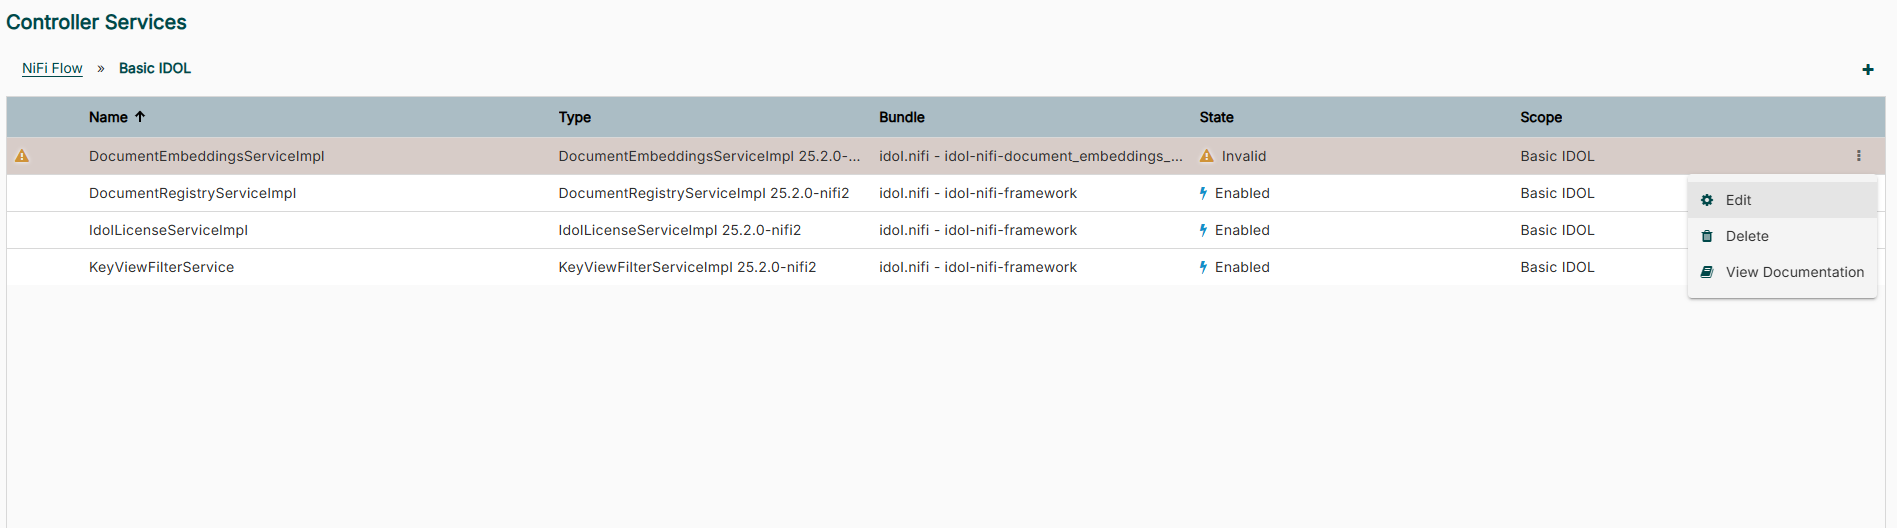 Controller Services
NiFi Flow » Basic IDOL
Name Type Bundle State Scope
DocumentEmbeddingsServiceImpl DocumentEmbeddingsServiceImpl 25.2.0-... idol.nifi - idol-nifi-document_embeddings_... Invalid Basic IDOL
DocumentRegistryServiceImpl DocumentRegistryServiceImpl 25.2.0-nifi2 idol.nifi - idol-nifi-framework Enabled Basic IDOL
IdolLicenseServiceImpl IdolLicenseServiceImpl 25.2.0-nifi2 idol.nifi - idol-nifi-framework Enabled Basic IDOL
KeyViewFilterService KeyViewFilterServiceImpl 25.2.0-nifi2 idol.nifi - idol-nifi-framework Enabled Basic IDOL
Edit
Delete
View Documentation